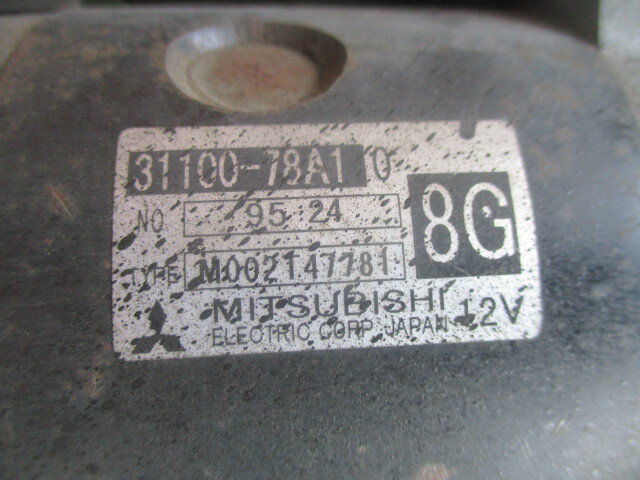 31100-78A1 0
NO 95 24
8G
TYPE M002147781
MITSUBISHI
ELECTRIC CORP. JAPAN 12V